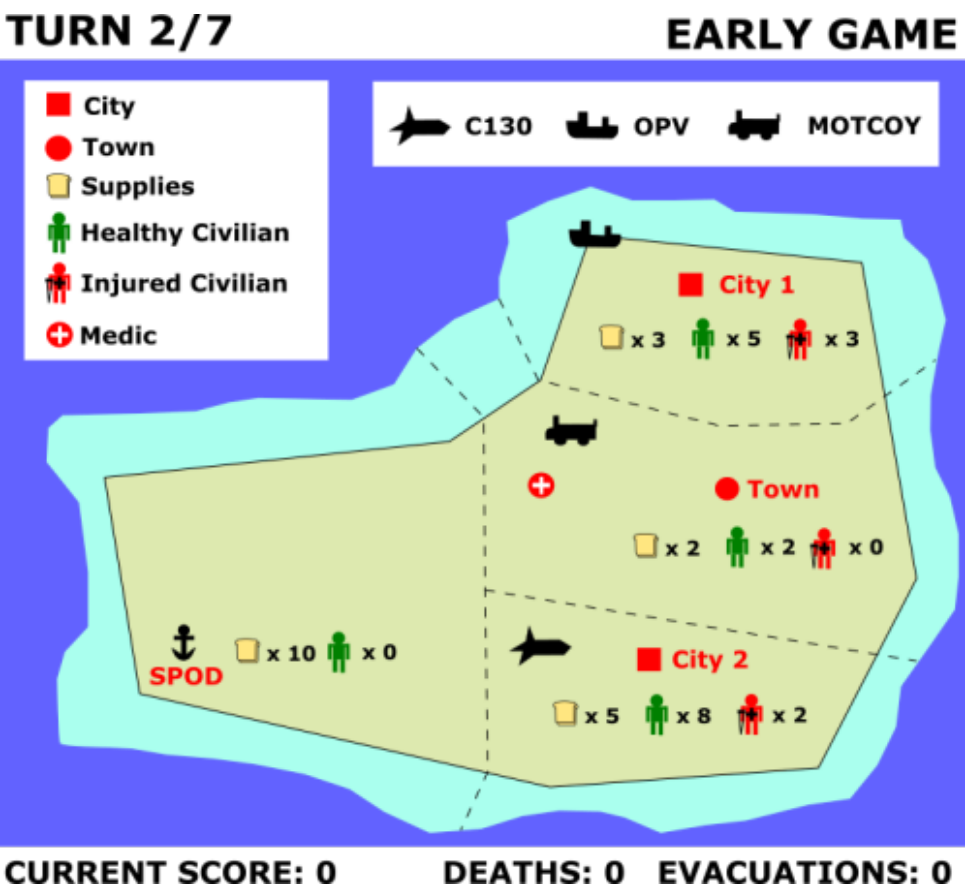 TURN 2/7 EARLY GAME
City
Town
Supplies
Healthy Civilian
Injured Civilian
Medic
C130 OPV MOTCOY
City 1
x 3 x 5 x 3
Town
x 2 x 2 x 0
SPOD
x 10 x 0
City 2
x 5 x 8 x 2
CURRENT SCORE: 0 DEATHS: 0 EVACUATIONS: 0